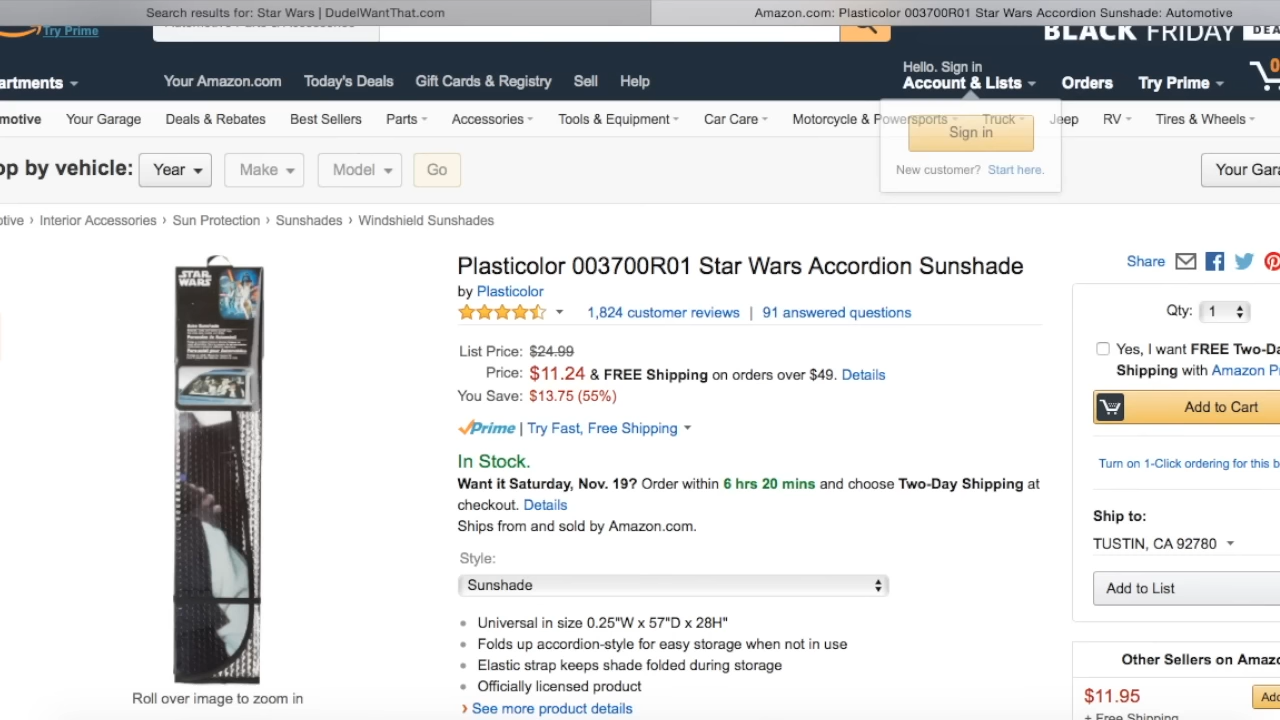 Search results for: Star Wars | DudeIWantThat.com
Amazon.com: Plasticolor 003700R01 Star Wars Accordion Sunshade: Automotive
Try Prime
BLACK FRIDAY DEA
artments
Your Amazon.com Today's Deals Gift Cards & Registry Sell Help
Hello. Sign in
Account & Lists
Orders
Try Prime
0
motive Your Garage Deals & Rebates Best Sellers Parts Accessories Tools & Equipment Car Care Motorcycle & Powersports Truck Jeep RV Tires & Wheels
Sign in
New customer? Start here.
op by vehicle: Year Make Model Go
Your Gara
otive › Interior Accessories › Sun Protection › Sunshades › Windshield Sunshades
STAR
WARS
Roll over image to zoom in
Plasticolor 003700R01 Star Wars Accordion Sunshade
by Plasticolor
1,824 customer reviews | 91 answered questions
List Price: $24.99
Price: $11.24 & FREE Shipping on orders over $49. Details
You Save: $13.75 (55%)
Prime | Try Fast, Free Shipping
In Stock.
Want it Saturday, Nov. 19? Order within 6 hrs 20 mins and choose Two-Day Shipping at
checkout. Details
Ships from and sold by Amazon.com.
Style:
Sunshade
Universal in size 0.25"W x 57"D x 28H"
Folds up accordion-style for easy storage when not in use
Elastic strap keeps shade folded during storage
Officially licensed product
› See more product details
Share
Qty: 1
Yes, I want FREE Two-Da
Shipping with Amazon Pr
Add to Cart
Turn on 1-Click ordering for this b
Ship to:
TUSTIN, CA 92780
Add to List
Other Sellers on Amazo
$11.95
Add
+ Free Shipping